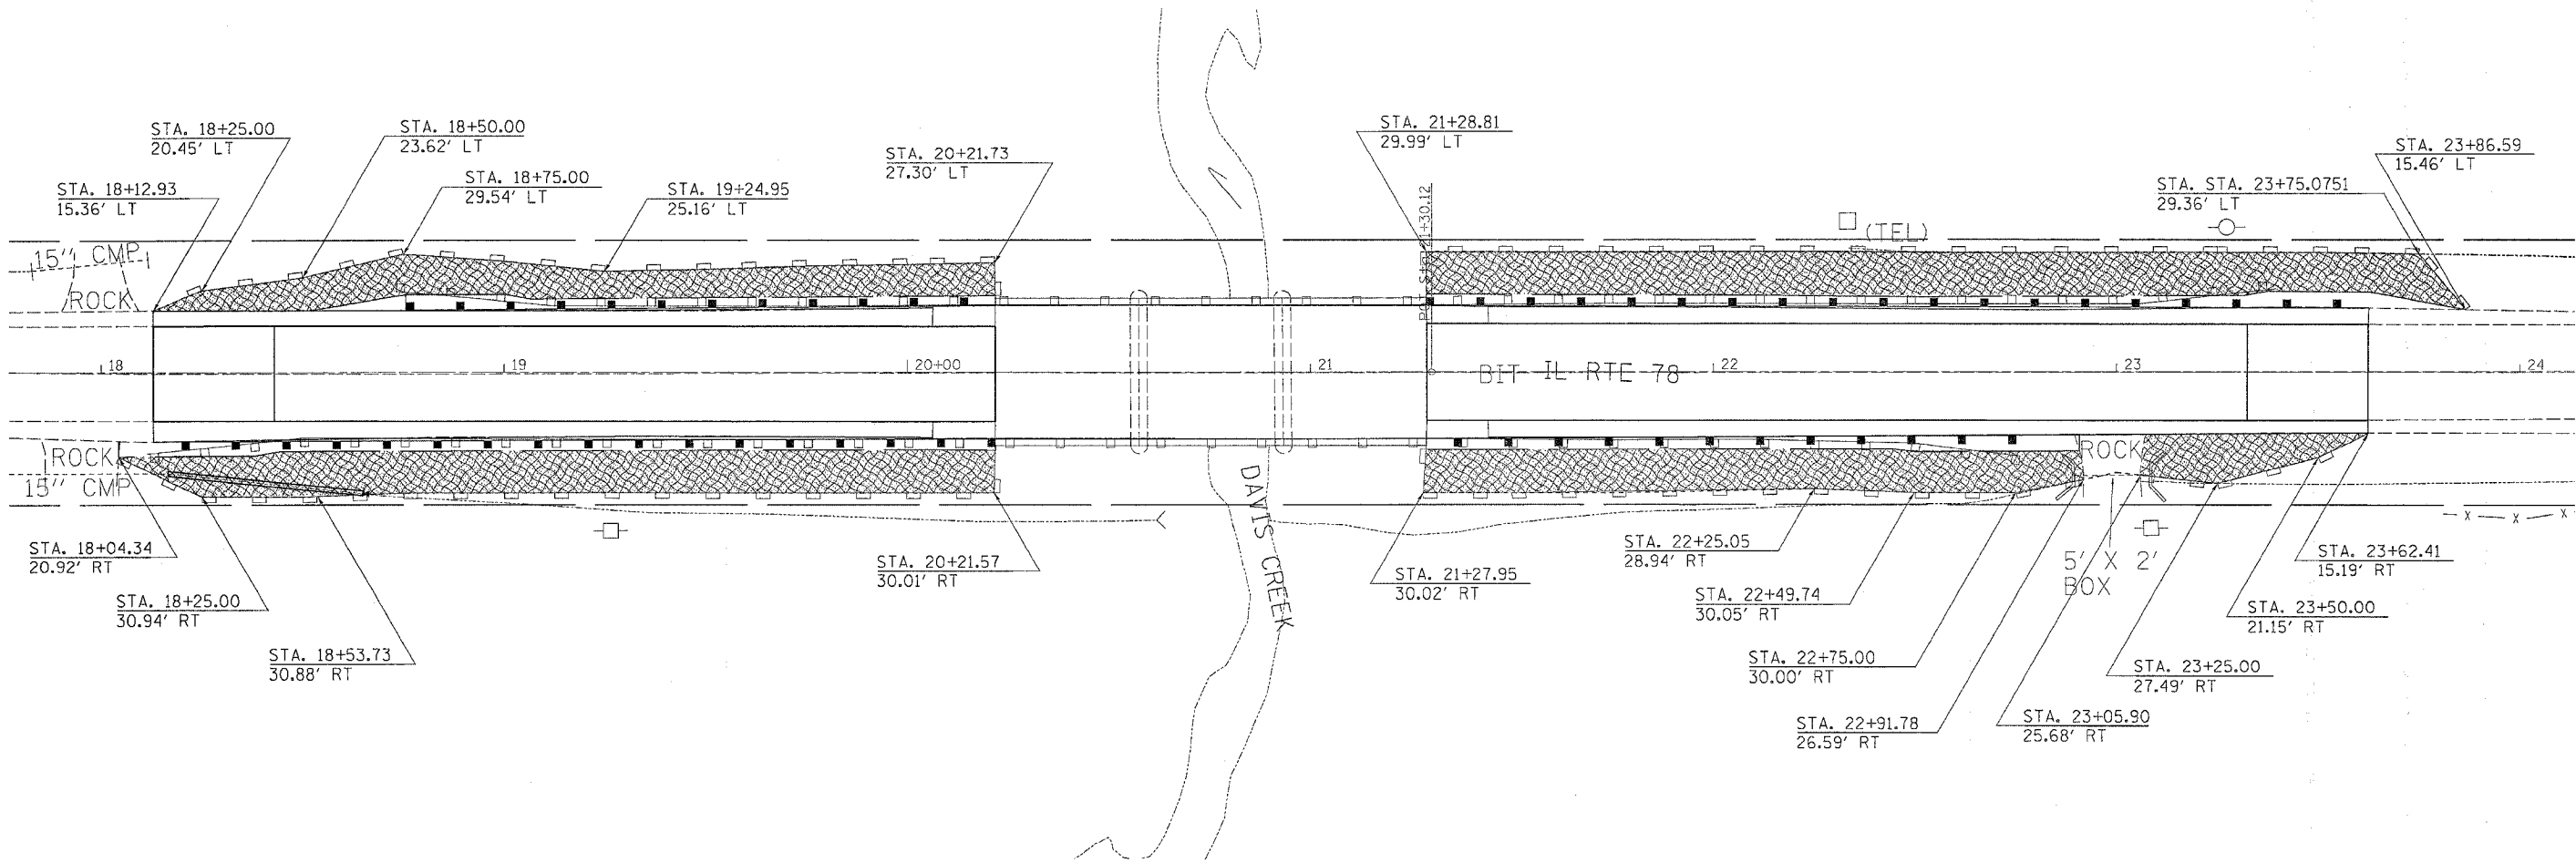 STA. 18+25.00
20.45' LT
STA. 18+50.00
23.62' LT
STA. 21+28.81
29.99' LT
STA. 23+86.59
15.46' LT
STA. 18+12.93
15.36' LT
STA. 18+75.00
29.54' LT
STA. 19+24.95
25.16' LT
STA. 20+21.73
27.30' LT
STA. STA. 23+75.0751
29.36' LT
(TEL)
15" CMP
ROCK
18
19
20+00
21
BIT IL RTE 78
22
23
24
ROCK
15" CMP
ROCK
DAVIS CREEK
5' X 2'
BOX
X X X
STA. 18+04.34
20.92' RT
STA. 18+25.00
30.94' RT
STA. 18+53.73
30.88' RT
STA. 20+21.57
30.01' RT
STA. 21+27.95
30.02' RT
STA. 22+25.05
28.94' RT
STA. 22+49.74
30.05' RT
STA. 22+75.00
30.00' RT
STA. 22+91.78
26.59' RT
STA. 23+05.90
25.68' RT
STA. 23+25.00
27.49' RT
STA. 23+50.00
21.15' RT
STA. 23+62.41
15.19' RT